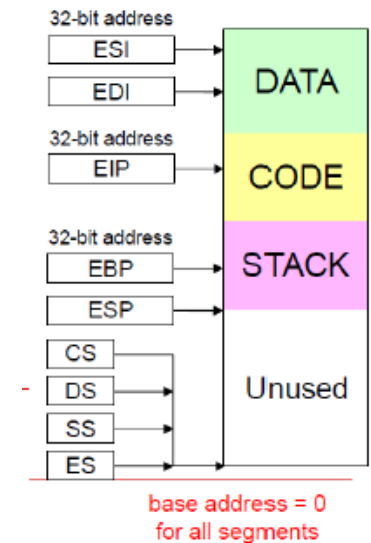 32-bit address
ESI
EDI
DATA
32-bit address
EIP
CODE
32-bit address
EBP
STACK
ESP
CS
DS
Unused
SS
ES
base address = 0
for all segments